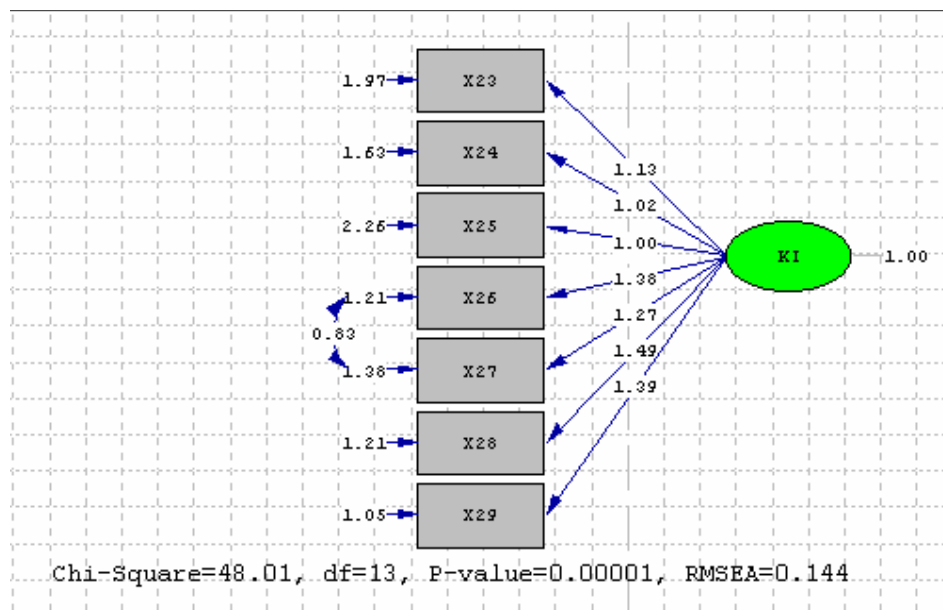 1.97 X23
1.63 X24
1.13
1.02
2.26 X25
1.00
KI 1.00
1.38
1.21 X26
1.27
0.83
1.49
1.38 X27
1.39
1.21 X28
1.05 X29
Chi-Square=48.01, df=13, P-value=0.00001, RMSEA=0.144